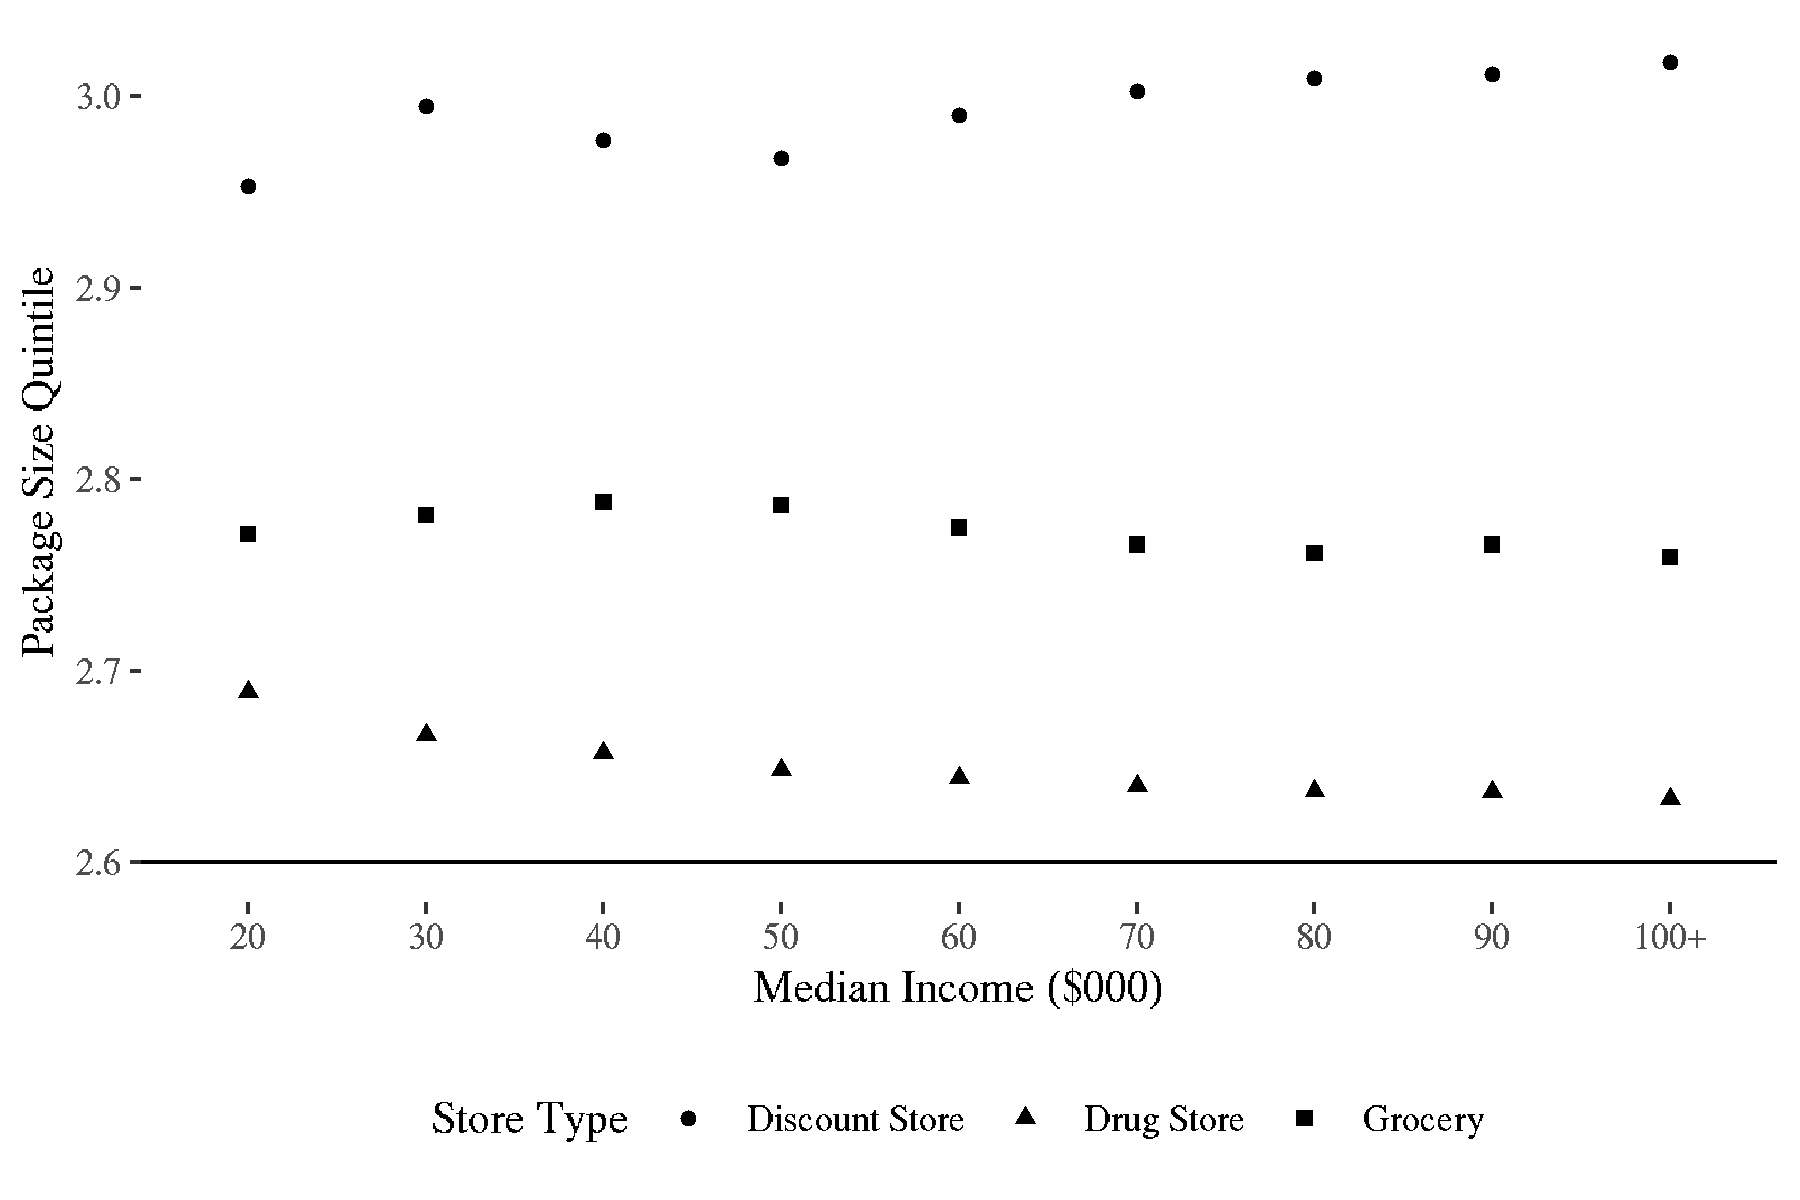 Package Size Quintile
3.0
2.9
2.8
2.7
2.6
20 30 40 50 60 70 80 90 100+
Median Income ($000)
Store Type Discount Store Drug Store Grocery